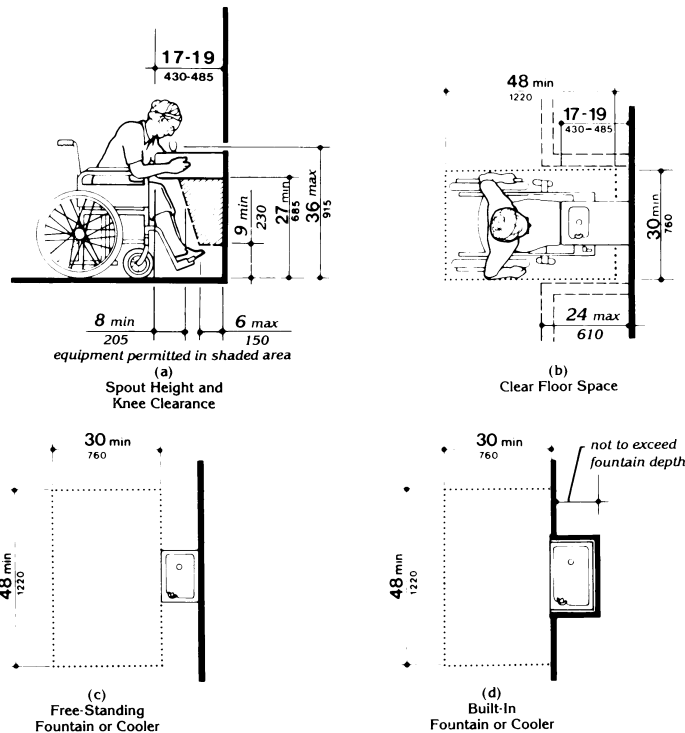 17-19
430-485
9 min
230
27 min
685
36 max
915
8 min
205
6 max
150
equipment permitted in shaded area
(a)
Spout Height and
Knee Clearance
48 min
1220
17-19
430-485
30 min
760
24 max
610
(b)
Clear Floor Space
30 min
760
48 min
1220
(c)
Free-Standing
Fountain or Cooler
30 min
760
not to exceed
fountain depth
48 min
1220
(d)
Built-In
Fountain or Cooler